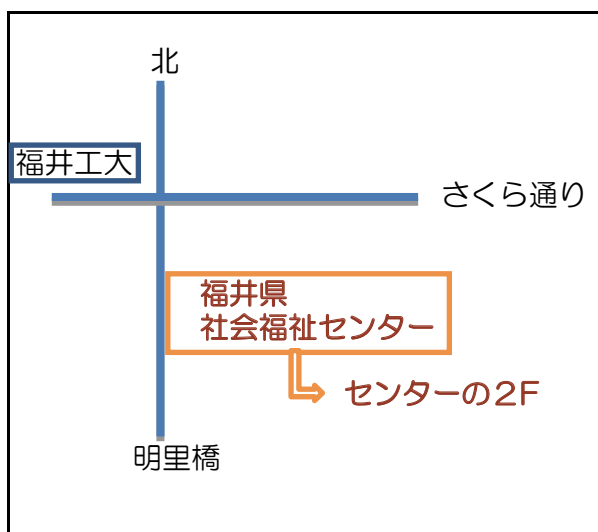 北
福井工大
さくら通り
福井県
社会福祉センター
センターの２F
明里橋